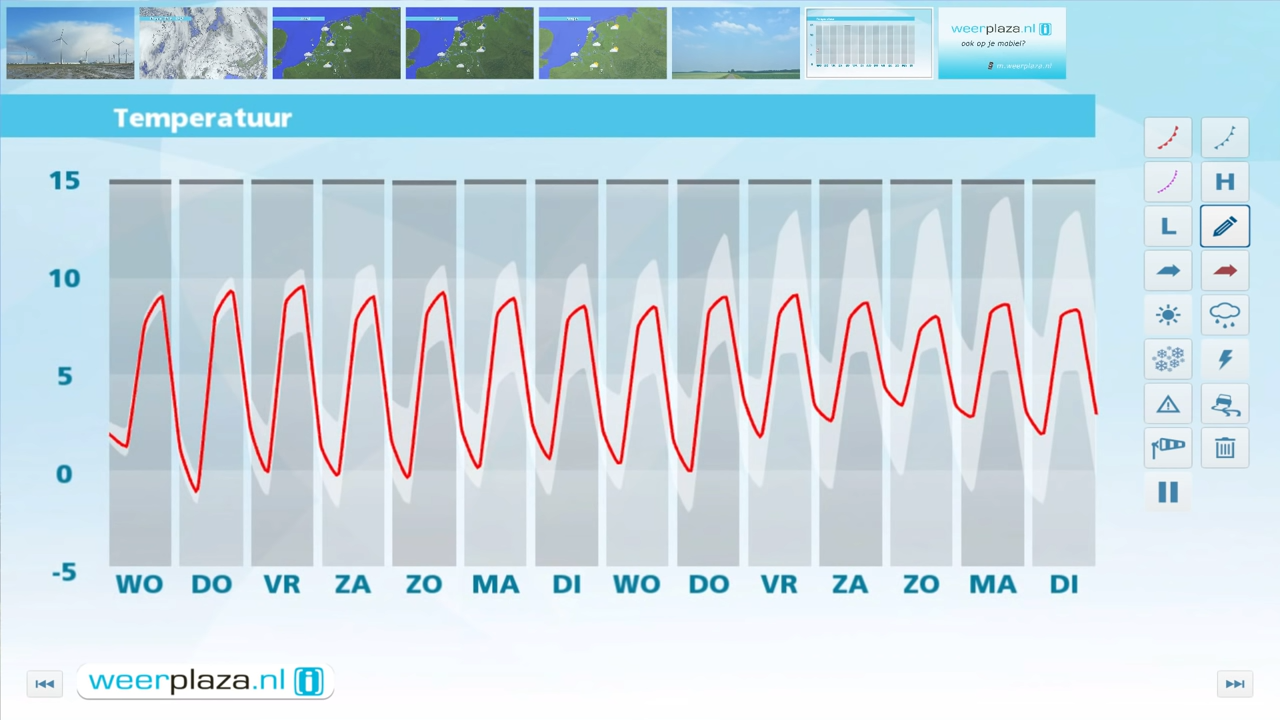 weerplaza.nl i
ook op je mobiel?
m.weerplaza.nl
Temperatuur
15
10
5
0
-5
WO DO VR ZA ZO MA DI WO DO VR ZA ZO MA DI
H
L
weerplaza.nl i